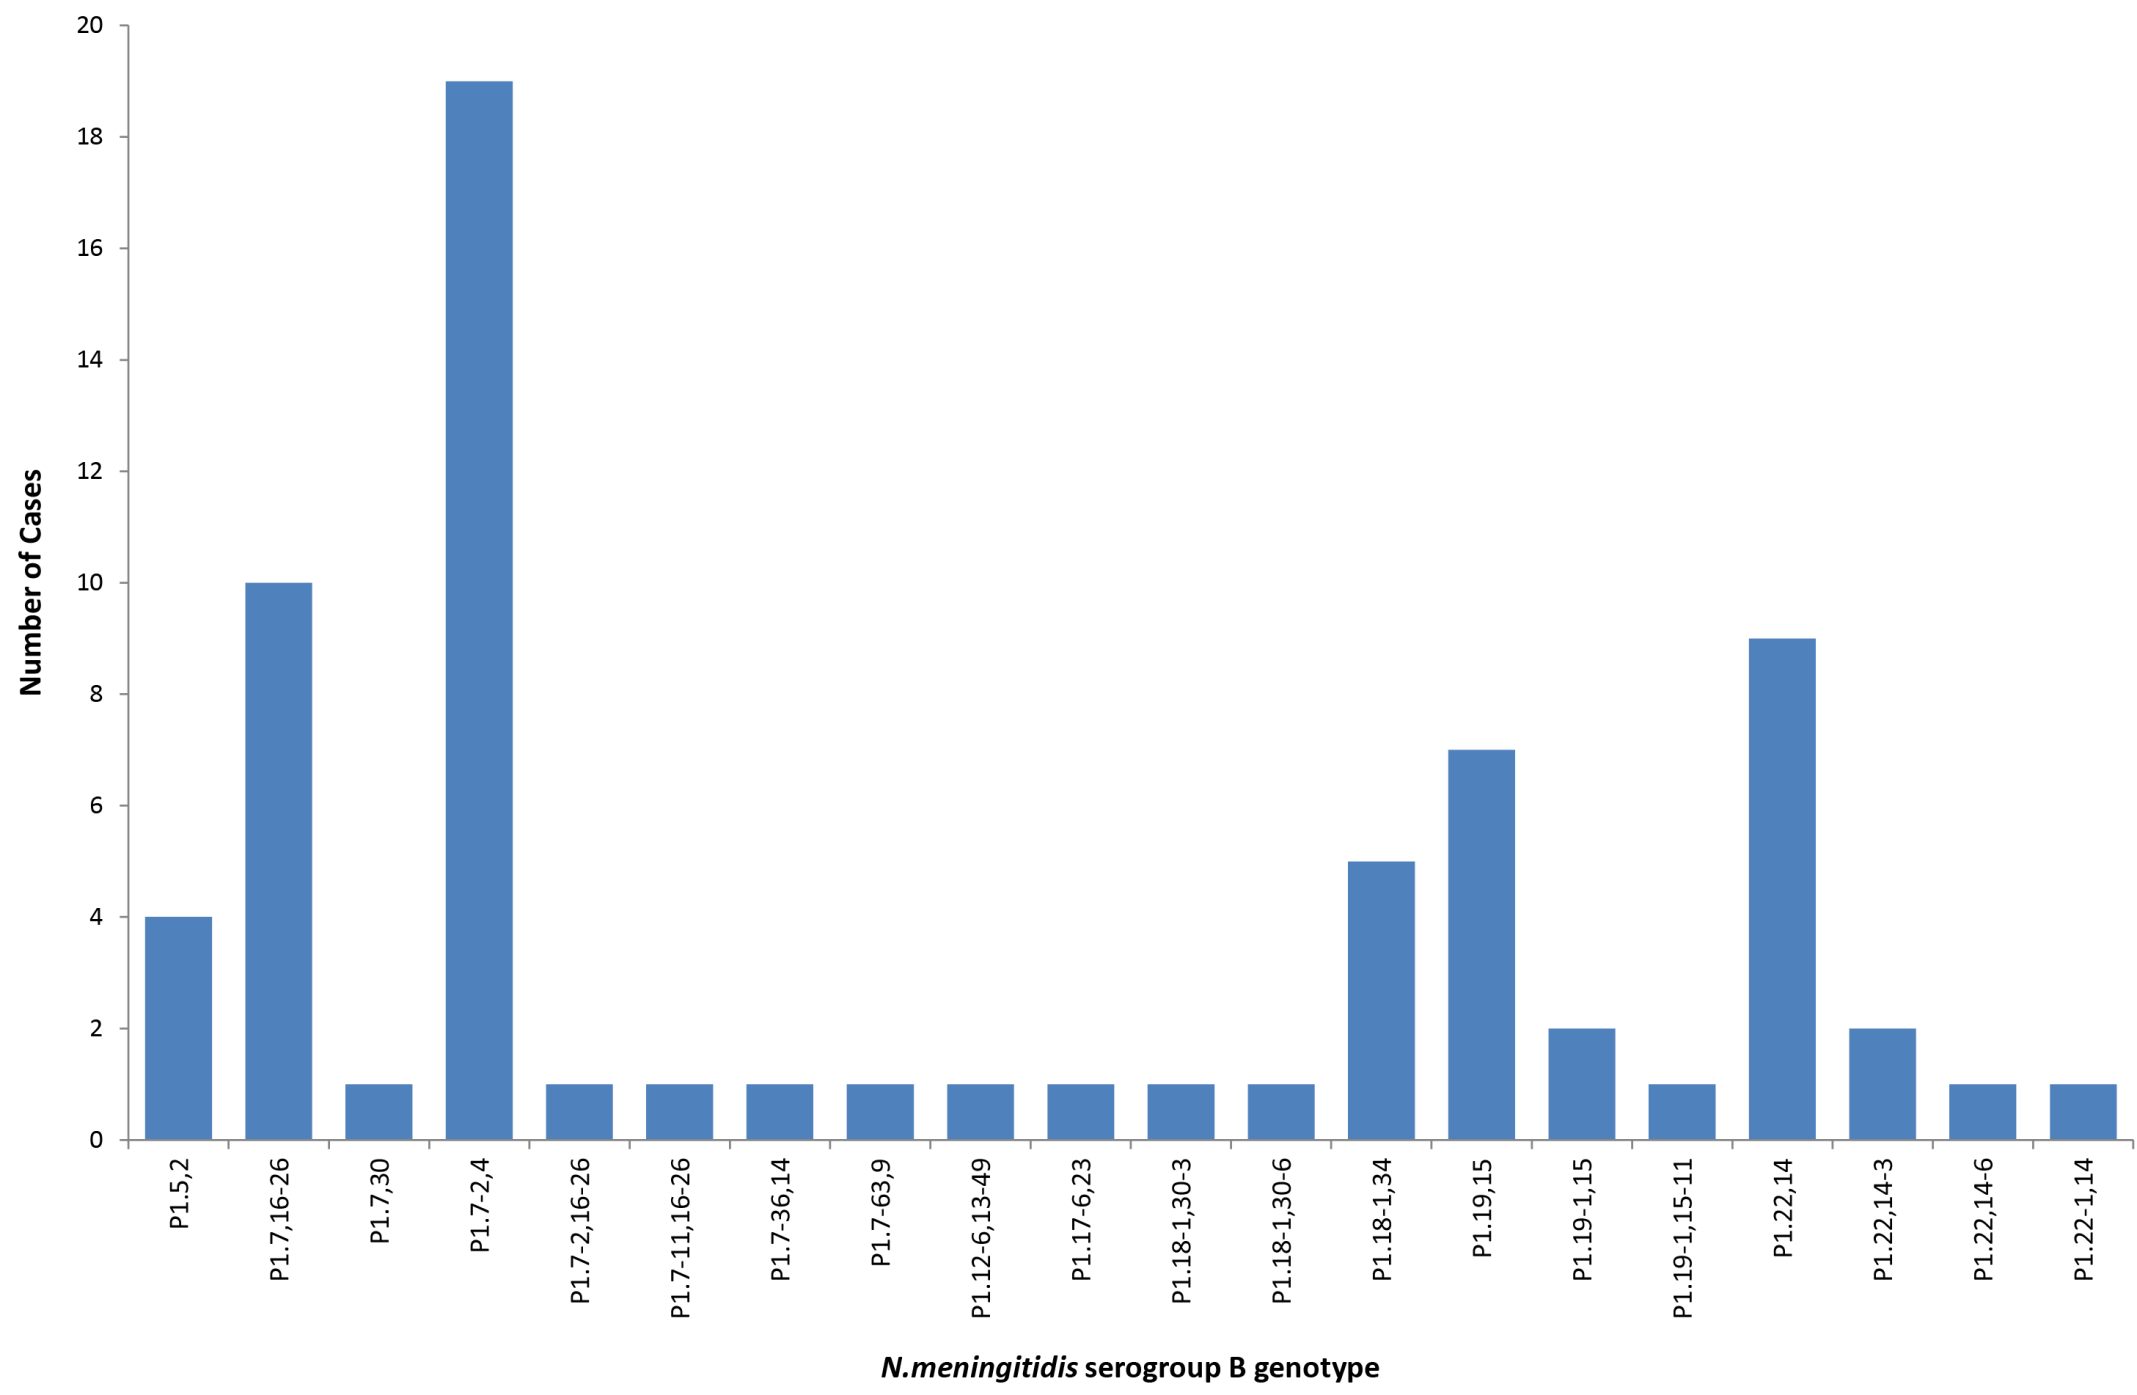 20
18
16
14
12
10
8
6
4
2
0
Number of Cases
P1.5,2
P1.7,16-26
P1.7,30
P1.7-2,4
P1.7-2,16-26
P1.7-11,16-26
P1.7-36,14
P1.7-63,9
P1.12-6,13-49
P1.17-6,23
P1.18-1,30-3
P1.18-1,30-6
P1.18-1,34
P1.19,15
P1.19-1,15
P1.19-1,15-11
P1.22,14
P1.22,14-3
P1.22,14-6
P1.22-1,14
N.meningitidis serogroup B genotype